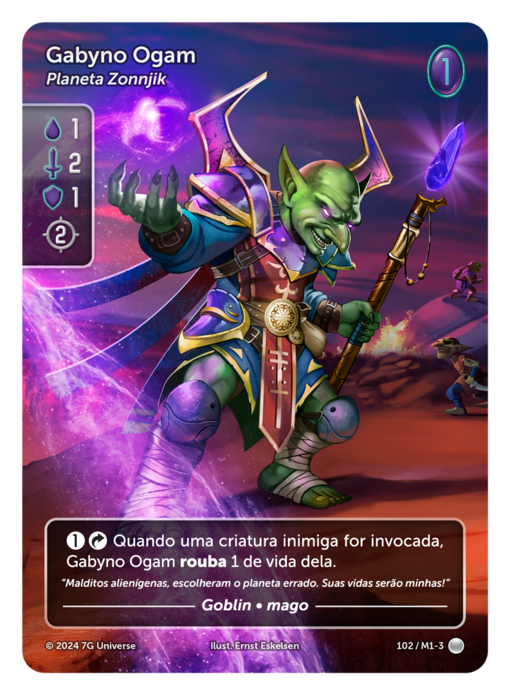 Gabyno Ogam
Planeta Zonnjik
1
1
2
1
2
1 Quando uma criatura inimiga for invocada,
Gabyno Ogam rouba 1 de vida dela.
"Malditos alienígenas, escolheram o planeta errado. Suas vidas serão minhas!"
Goblin • mago
© 2024 7G Universe
Ilust. Ernst Eskelsen
102 / M1-3